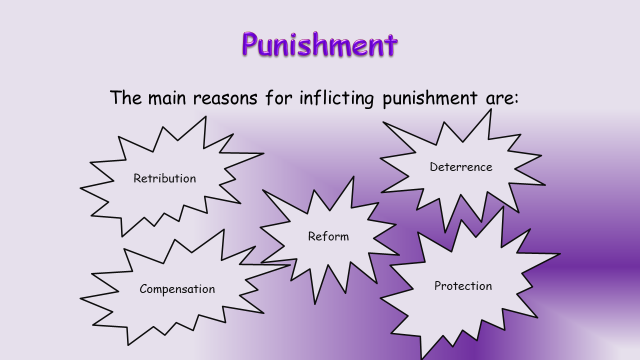 Punishment
The main reasons for inflicting punishment are:
Retribution
Deterrence
Reform
Compensation
Protection